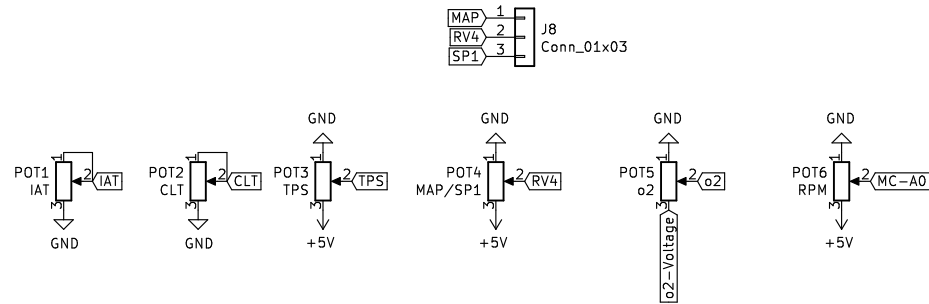 MAP 1
RV4 2
SP1 3
J8
Conn_01x03
POT1
IAT
1
2
3
IAT
GND
POT2
CLT
1
2
3
CLT
GND
GND
POT3
TPS
1
2
3
TPS
+5V
GND
POT4
MAP/SP1
1
2
3
RV4
+5V
GND
POT5
o2
1
2
3
o2
o2-Voltage
GND
POT6
RPM
1
2
3
MC-A0
+5V